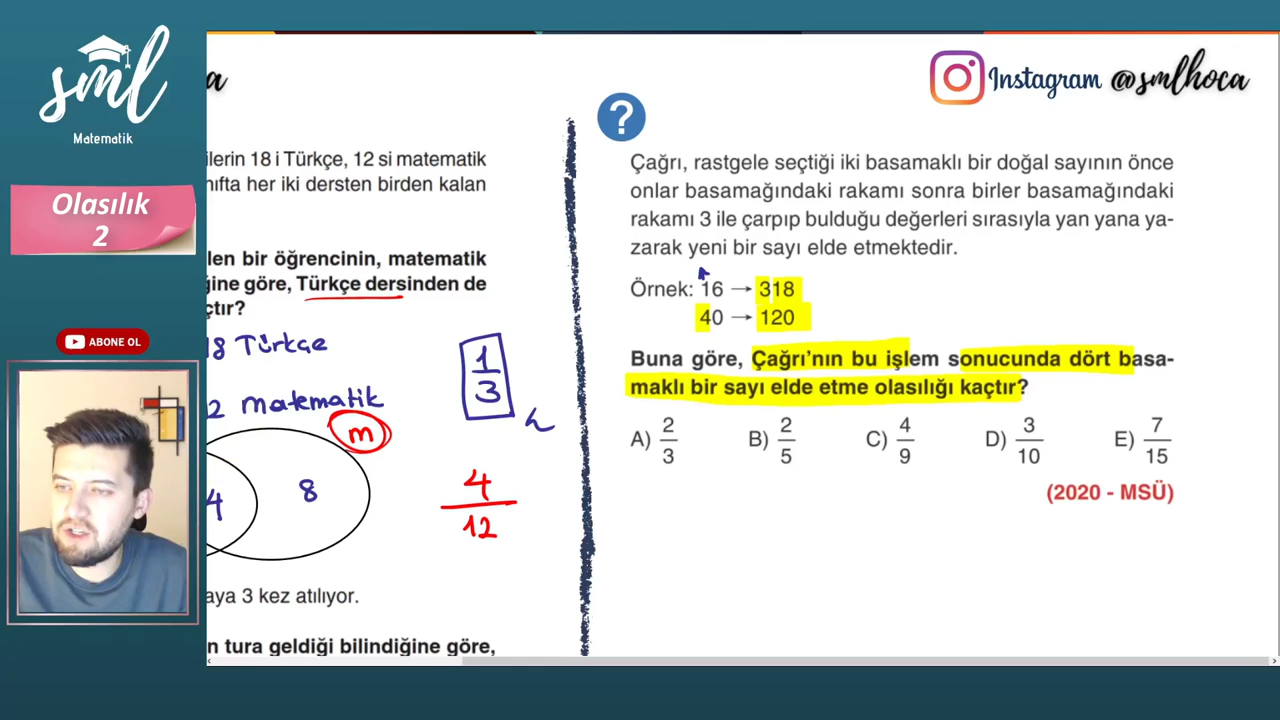 sml
Matematik
Olasılık
2
ABONE OL
a
Instagram @smlhoca
ilerin 18 i Türkçe, 12 si matematik
nıfta her iki dersten birden kalan
len bir öğrencinin, matematik
ğine göre, Türkçe dersinden de
çtır?
18 Türkçe
2 matematik
m
4
8
1
3
4
12
aya 3 kez atılıyor.
n tura geldiği bilindiğine göre,
?
Çağrı, rastgele seçtiği iki basamaklı bir doğal sayının önce
onlar basamağındaki rakamı sonra birler basamağındaki
rakamı 3 ile çarpıp bulduğu değerleri sırasıyla yan yana ya-
zarak yeni bir sayı elde etmektedir.
Örnek: 16 → 318
40 → 120
Buna göre, Çağrı'nın bu işlem sonucunda dört basa-
maklı bir sayı elde etme olasılığı kaçtır?
A) 2/3 B) 2/5 C) 4/9 D) 3/10 E) 7/15
(2020 - MSÜ)